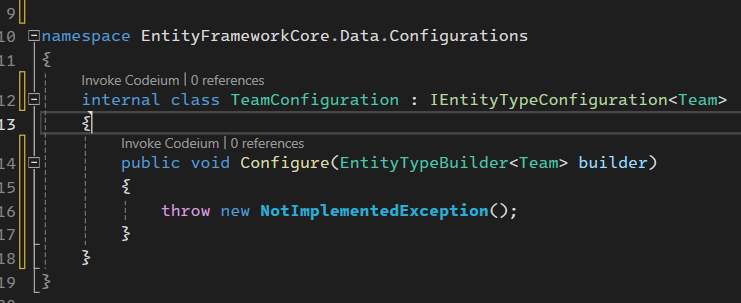 9
10 namespace EntityFrameworkCore.Data.Configurations
11 {
Invoke Codeium | 0 references
12 internal class TeamConfiguration : IEntityTypeConfiguration<Team>
13 {
Invoke Codeium | 0 references
14 public void Configure(EntityTypeBuilder<Team> builder)
15 {
16 throw new NotImplementedException();
17 }
18 }
19 }